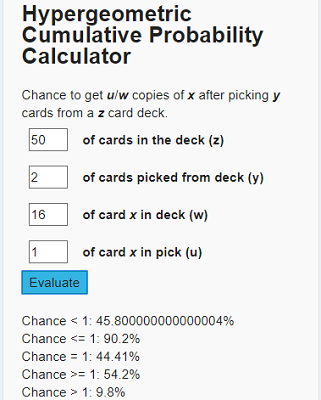 Hypergeometric
Cumulative Probability
Calculator
Chance to get u/w copies of x after picking y
cards from a z card deck.
50 of cards in the deck (z)
2 of cards picked from deck (y)
16 of card x in deck (w)
1 of card x in pick (u)
Evaluate
Chance < 1: 45.800000000000004%
Chance <= 1: 90.2%
Chance = 1: 44.41%
Chance >= 1: 54.2%
Chance > 1: 9.8%